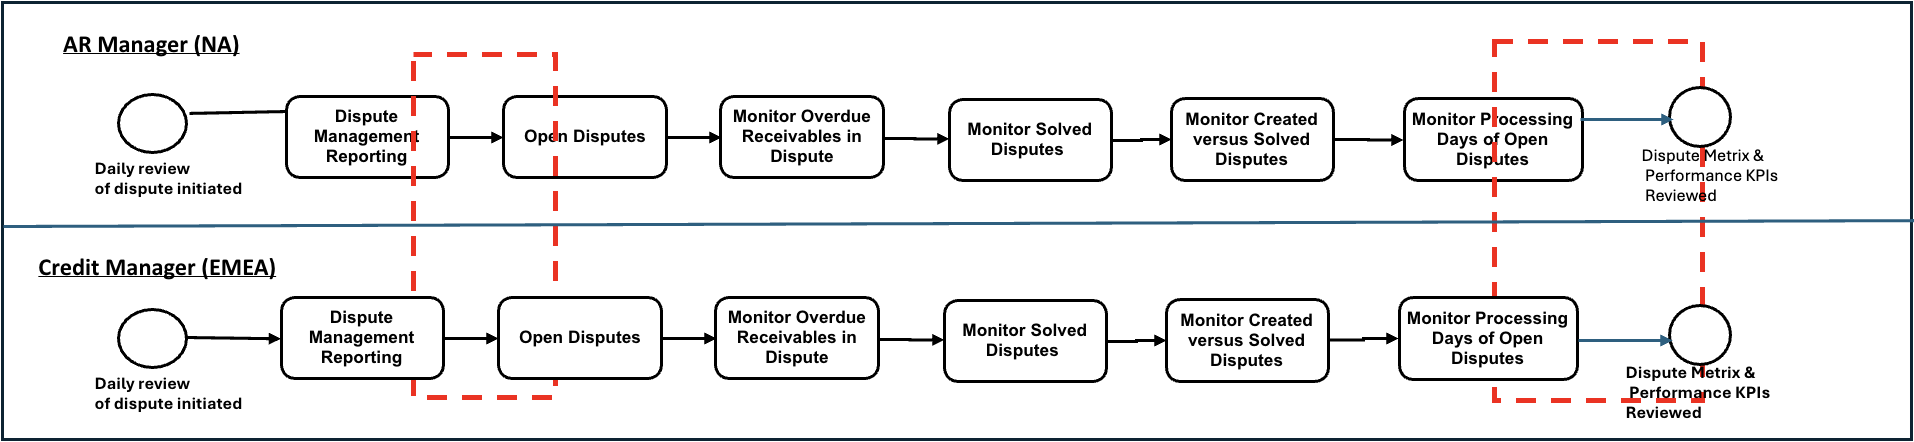 AR Manager (NA)
Dispute
Management
Reporting
Open Disputes
Monitor Overdue
Receivables in
Dispute
Monitor Solved
Disputes
Monitor Created
versus Solved
Disputes
Monitor Processing
Days of Open
Disputes
Daily review
of dispute initiated
Dispute Metrix &
Performance KPIs
Reviewed
Credit Manager (EMEA)
Dispute
Management
Reporting
Open Disputes
Monitor Overdue
Receivables in
Dispute
Monitor Solved
Disputes
Monitor Created
versus Solved
Disputes
Monitor Processing
Days of Open
Disputes
Daily review
of dispute initiated
Dispute Metrix &
Performance KPIs
Reviewed